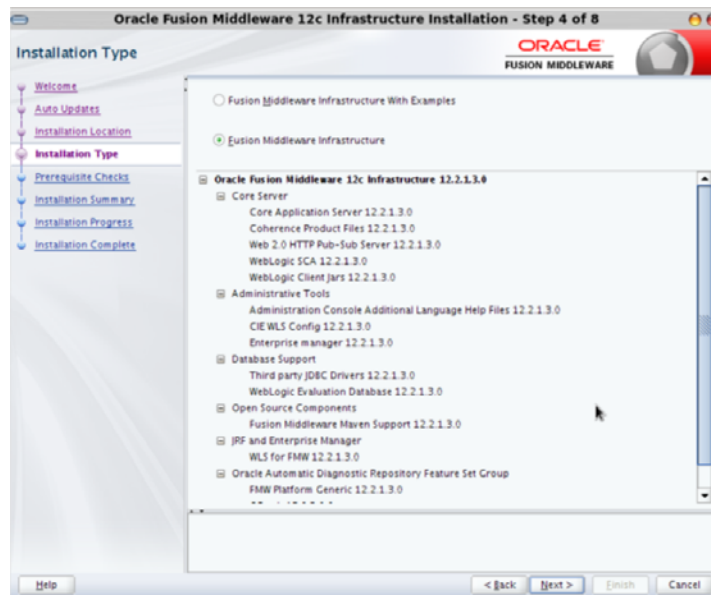 Oracle Fusion Middleware 12c Infrastructure Installation - Step 4 of 8
Installation Type
ORACLE
FUSION MIDDLEWARE
Welcome
Auto Updates
Installation Location
Installation Type
Prerequisite Checks
Installation Summary
Installation Progress
Installation Complete
Fusion Middleware Infrastructure With Examples
Fusion Middleware Infrastructure
Oracle Fusion Middleware 12c Infrastructure 12.2.1.3.0
Core Server
Core Application Server 12.2.1.3.0
Coherence Product Files 12.2.1.3.0
Web 2.0 HTTP Pub-Sub Server 12.2.1.3.0
WebLogic SCA 12.2.1.3.0
WebLogic Client Jars 12.2.1.3.0
Administrative Tools
Administration Console Additional Language Help Files 12.2.1.3.0
CIE WLS Config 12.2.1.3.0
Enterprise manager 12.2.1.3.0
Database Support
Third party JDBC Drivers 12.2.1.3.0
WebLogic Evaluation Database 12.2.1.3.0
Open Source Components
Fusion Middleware Maven Support 12.2.1.3.0
JRF and Enterprise Manager
WLS for FMW 12.2.1.3.0
Oracle Automatic Diagnostic Repository Feature Set Group
FMW Platform Generic 12.2.1.3.0
Help
< Back
Next >
Finish
Cancel